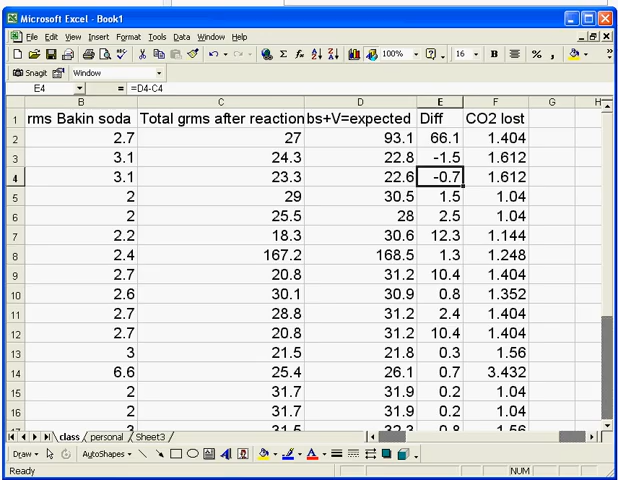 Microsoft Excel - Book1
File Edit View Insert Format Tools Data Window Help
100% 16 B % ,
SnagIt Window
E4 = =D4-C4
B C D E F G H
1 rms Bakin soda Total grms after reaction bs+V=expected Diff CO2 lost
2 2.7 27 93.1 66.1 1.404
3 3.1 24.3 22.8 -1.5 1.612
4 3.1 23.3 22.6 -0.7 1.612
5 2 29 30.5 1.5 1.04
6 2 25.5 28 2.5 1.04
7 2.2 18.3 30.6 12.3 1.144
8 2.4 167.2 168.5 1.3 1.248
9 2.7 20.8 31.2 10.4 1.404
10 2.6 30.1 30.9 0.8 1.352
11 2.7 28.8 31.2 2.4 1.404
12 2.7 20.8 31.2 10.4 1.404
13 3 21.5 21.8 0.3 1.56
14 6.6 25.4 26.1 0.7 3.432
15 2 31.7 31.9 0.2 1.04
16 2 31.7 31.9 0.2 1.04
17 3 31.5 32.3 0.8 1.56
class personal Sheet3
Draw AutoShapes
Ready NUM